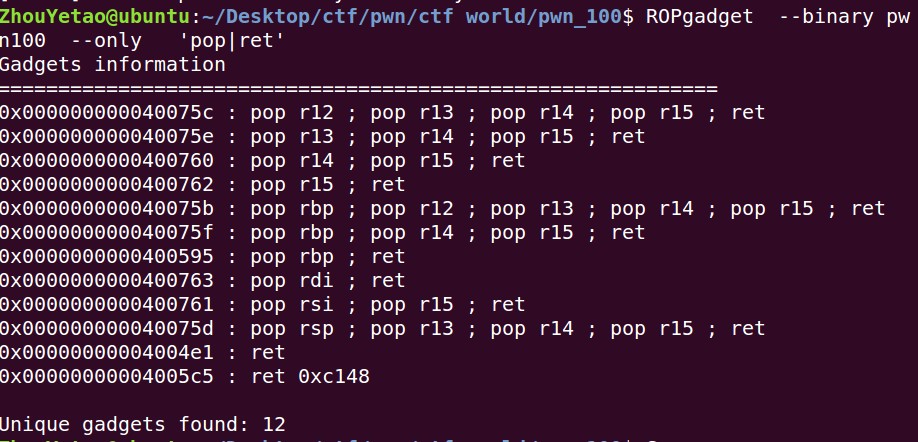 ZhouYetao@ubuntu:~/Desktop/ctf/pwn/ctf world/pwn_100$ ROPgadget  --binary pw
n100  --only   'pop|ret'
Gadgets information
============================================================
0x000000000040075c : pop r12 ; pop r13 ; pop r14 ; pop r15 ; ret
0x000000000040075e : pop r13 ; pop r14 ; pop r15 ; ret
0x0000000000400760 : pop r14 ; pop r15 ; ret
0x0000000000400762 : pop r15 ; ret
0x000000000040075b : pop rbp ; pop r12 ; pop r13 ; pop r14 ; pop r15 ; ret
0x000000000040075f : pop rbp ; pop r14 ; pop r15 ; ret
0x0000000000400595 : pop rbp ; ret
0x0000000000400763 : pop rdi ; ret
0x0000000000400761 : pop rsi ; pop r15 ; ret
0x000000000040075d : pop rsp ; pop r13 ; pop r14 ; pop r15 ; ret
0x00000000004004e1 : ret
0x00000000004005c5 : ret 0xc148

Unique gadgets found: 12